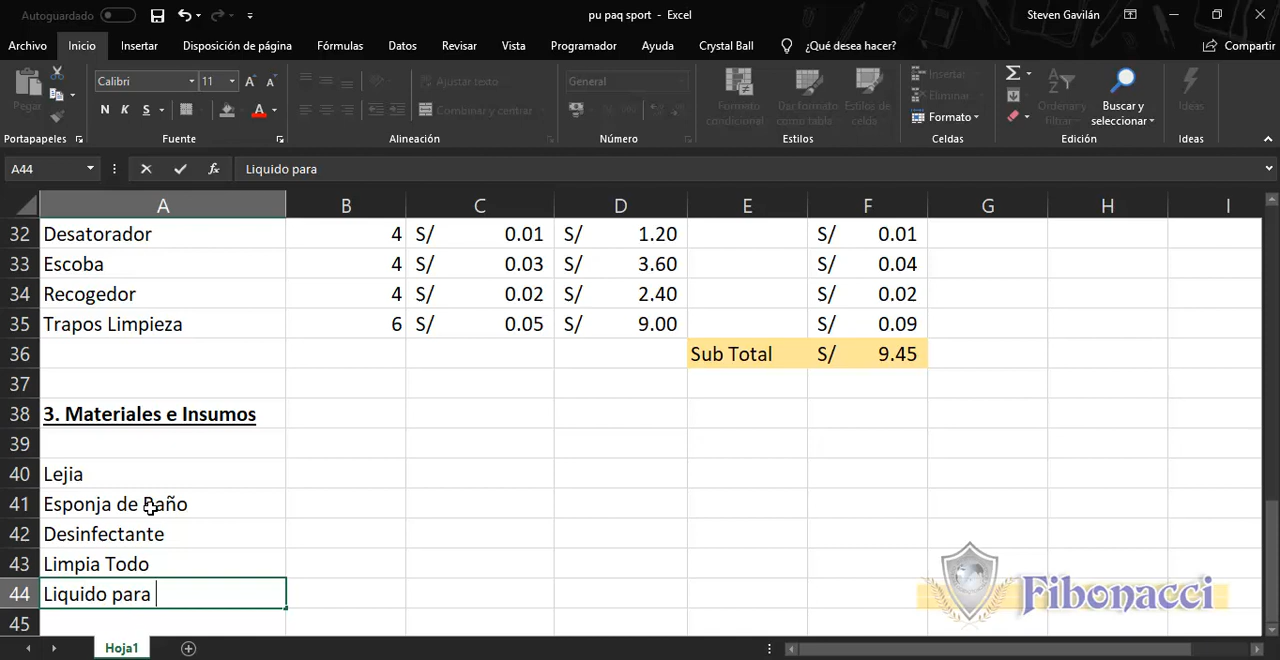 Autoguardado
pu paq sport - Excel
Steven Gavilán
Archivo Inicio Insertar Disposición de página Fórmulas Datos Revisar Vista Programador Ayuda Crystal Ball ¿Qué desea hacer? Compartir
Pegar
Calibri 11
N K S
Ajustar texto
Combinar y centrar
General
Formato condicional
Dar formato como tabla
Estilos de celda
Insertar
Eliminar
Formato
Ordenar y filtrar
Buscar y seleccionar
Ideas
Portapapeles Fuente Alineación Número Estilos Celdas Edición Ideas
A44 fx Liquido para
A B C D E F G H I
32 Desatorador 4 S/ 0.01 S/ 1.20 S/ 0.01
33 Escoba 4 S/ 0.03 S/ 3.60 S/ 0.04
34 Recogedor 4 S/ 0.02 S/ 2.40 S/ 0.02
35 Trapos Limpieza 6 S/ 0.05 S/ 9.00 S/ 0.09
36 Sub Total S/ 9.45
37
38 3. Materiales e Insumos
39
40 Lejia
41 Esponja de Baño
42 Desinfectante
43 Limpia Todo
44 Liquido para
45
Fibonacci
Hoja1